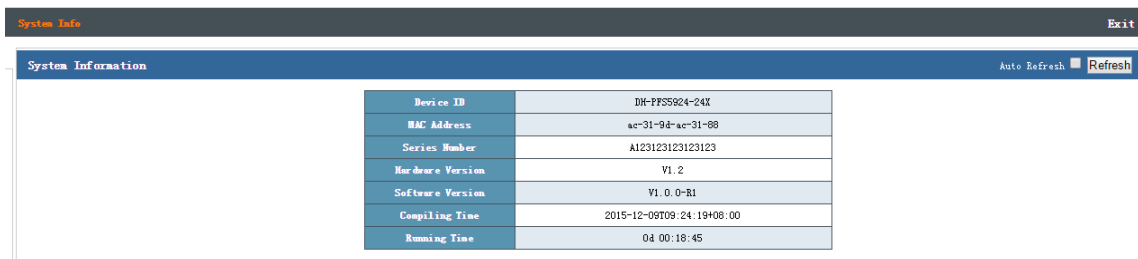 System Info Exit
System Information Auto Refresh Refresh
Device ID DH-PFS5924-24X
MAC Address ac-31-9d-ac-31-88
Series Number A123123123123123
Hardware Version V1.2
Software Version V1.0.0-R1
Compiling Time 2015-12-09T09:24:19+08:00
Running Time 0d 00:18:45